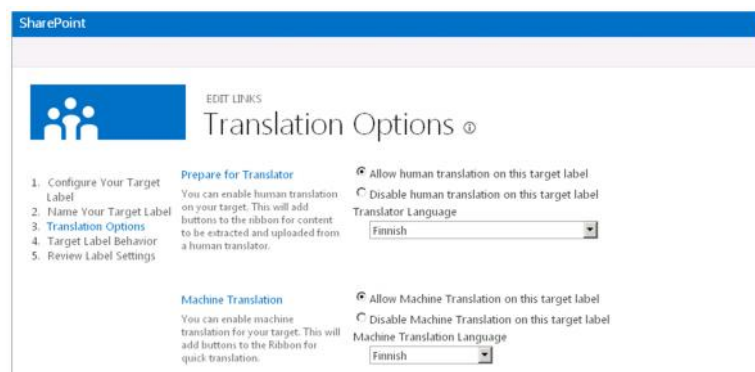 SharePoint
EDIT LINKS
Translation Options
1. Configure Your Target
Label
2. Name Your Target Label
3. Translation Options
4. Target Label Behavior
5. Review Label Settings
Prepare for Translator
You can enable human translation
on your target. This will add
buttons to the ribbon for content
to be extracted and uploaded from
a human translator.
Allow human translation on this target label
Disable human translation on this target label
Translator Language
Finnish
Machine Translation
You can enable machine
translation for your target. This will
add buttons to the Ribbon for
quick translation.
Allow Machine Translation on this target label
Disable Machine Translation on this target label
Machine Translation Language
Finnish